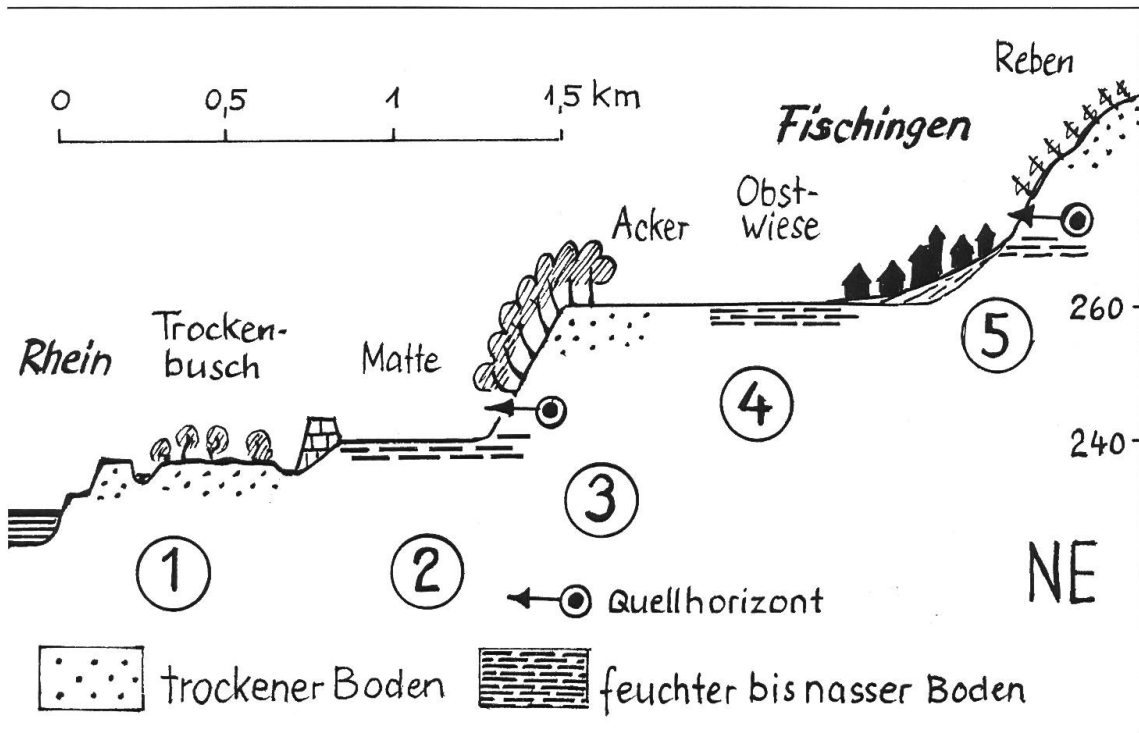 Reben
0 0,5 1 1,5 km
Fischingen
Obst-
wiese
Acker
Trocken-
busch
Rhein
Matte
260
5
4
240
3
1
2
NE
Quellhorizont
trockener Boden
feuchter bis nasser Boden